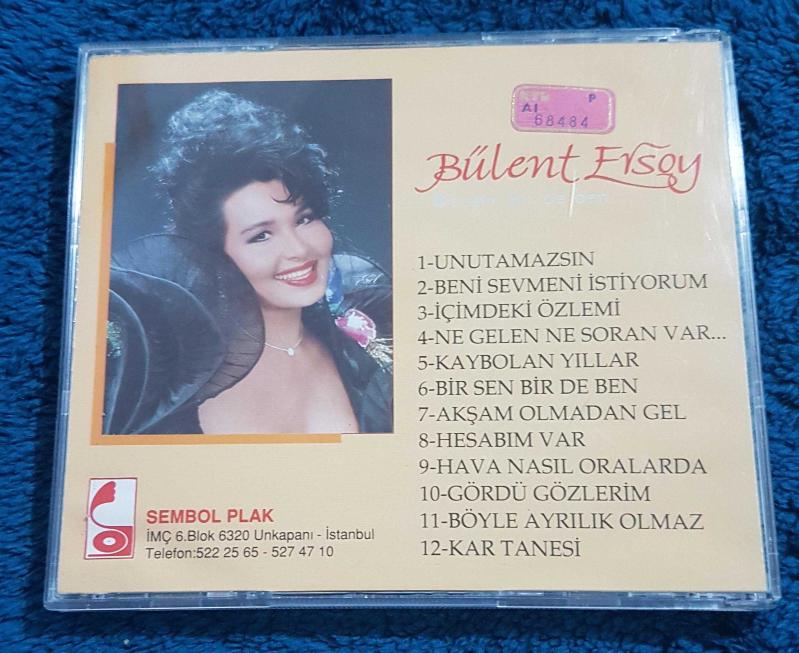 P
AI
68484
Bülent Ersoy
1-UNUTAMAZSIN
2-BENİ SEVMENİ İSTİYORUM
3-İÇİMDEKİ ÖZLEMİ
4-NE GELEN NE SORAN VAR...
5-KAYBOLAN YILLAR
6-BİR SEN BİR DE BEN
7-AKŞAM OLMADAN GEL
8-HESABIM VAR
9-HAVA NASIL ORALARDA
10-GÖRDÜ GÖZLERİM
11-BÖYLE AYRILIK OLMAZ
12-KAR TANESİ
SEMBOL PLAK
İMÇ 6.Blok 6320 Unkapanı - İstanbul
Telefon:522 25 65 - 527 47 10